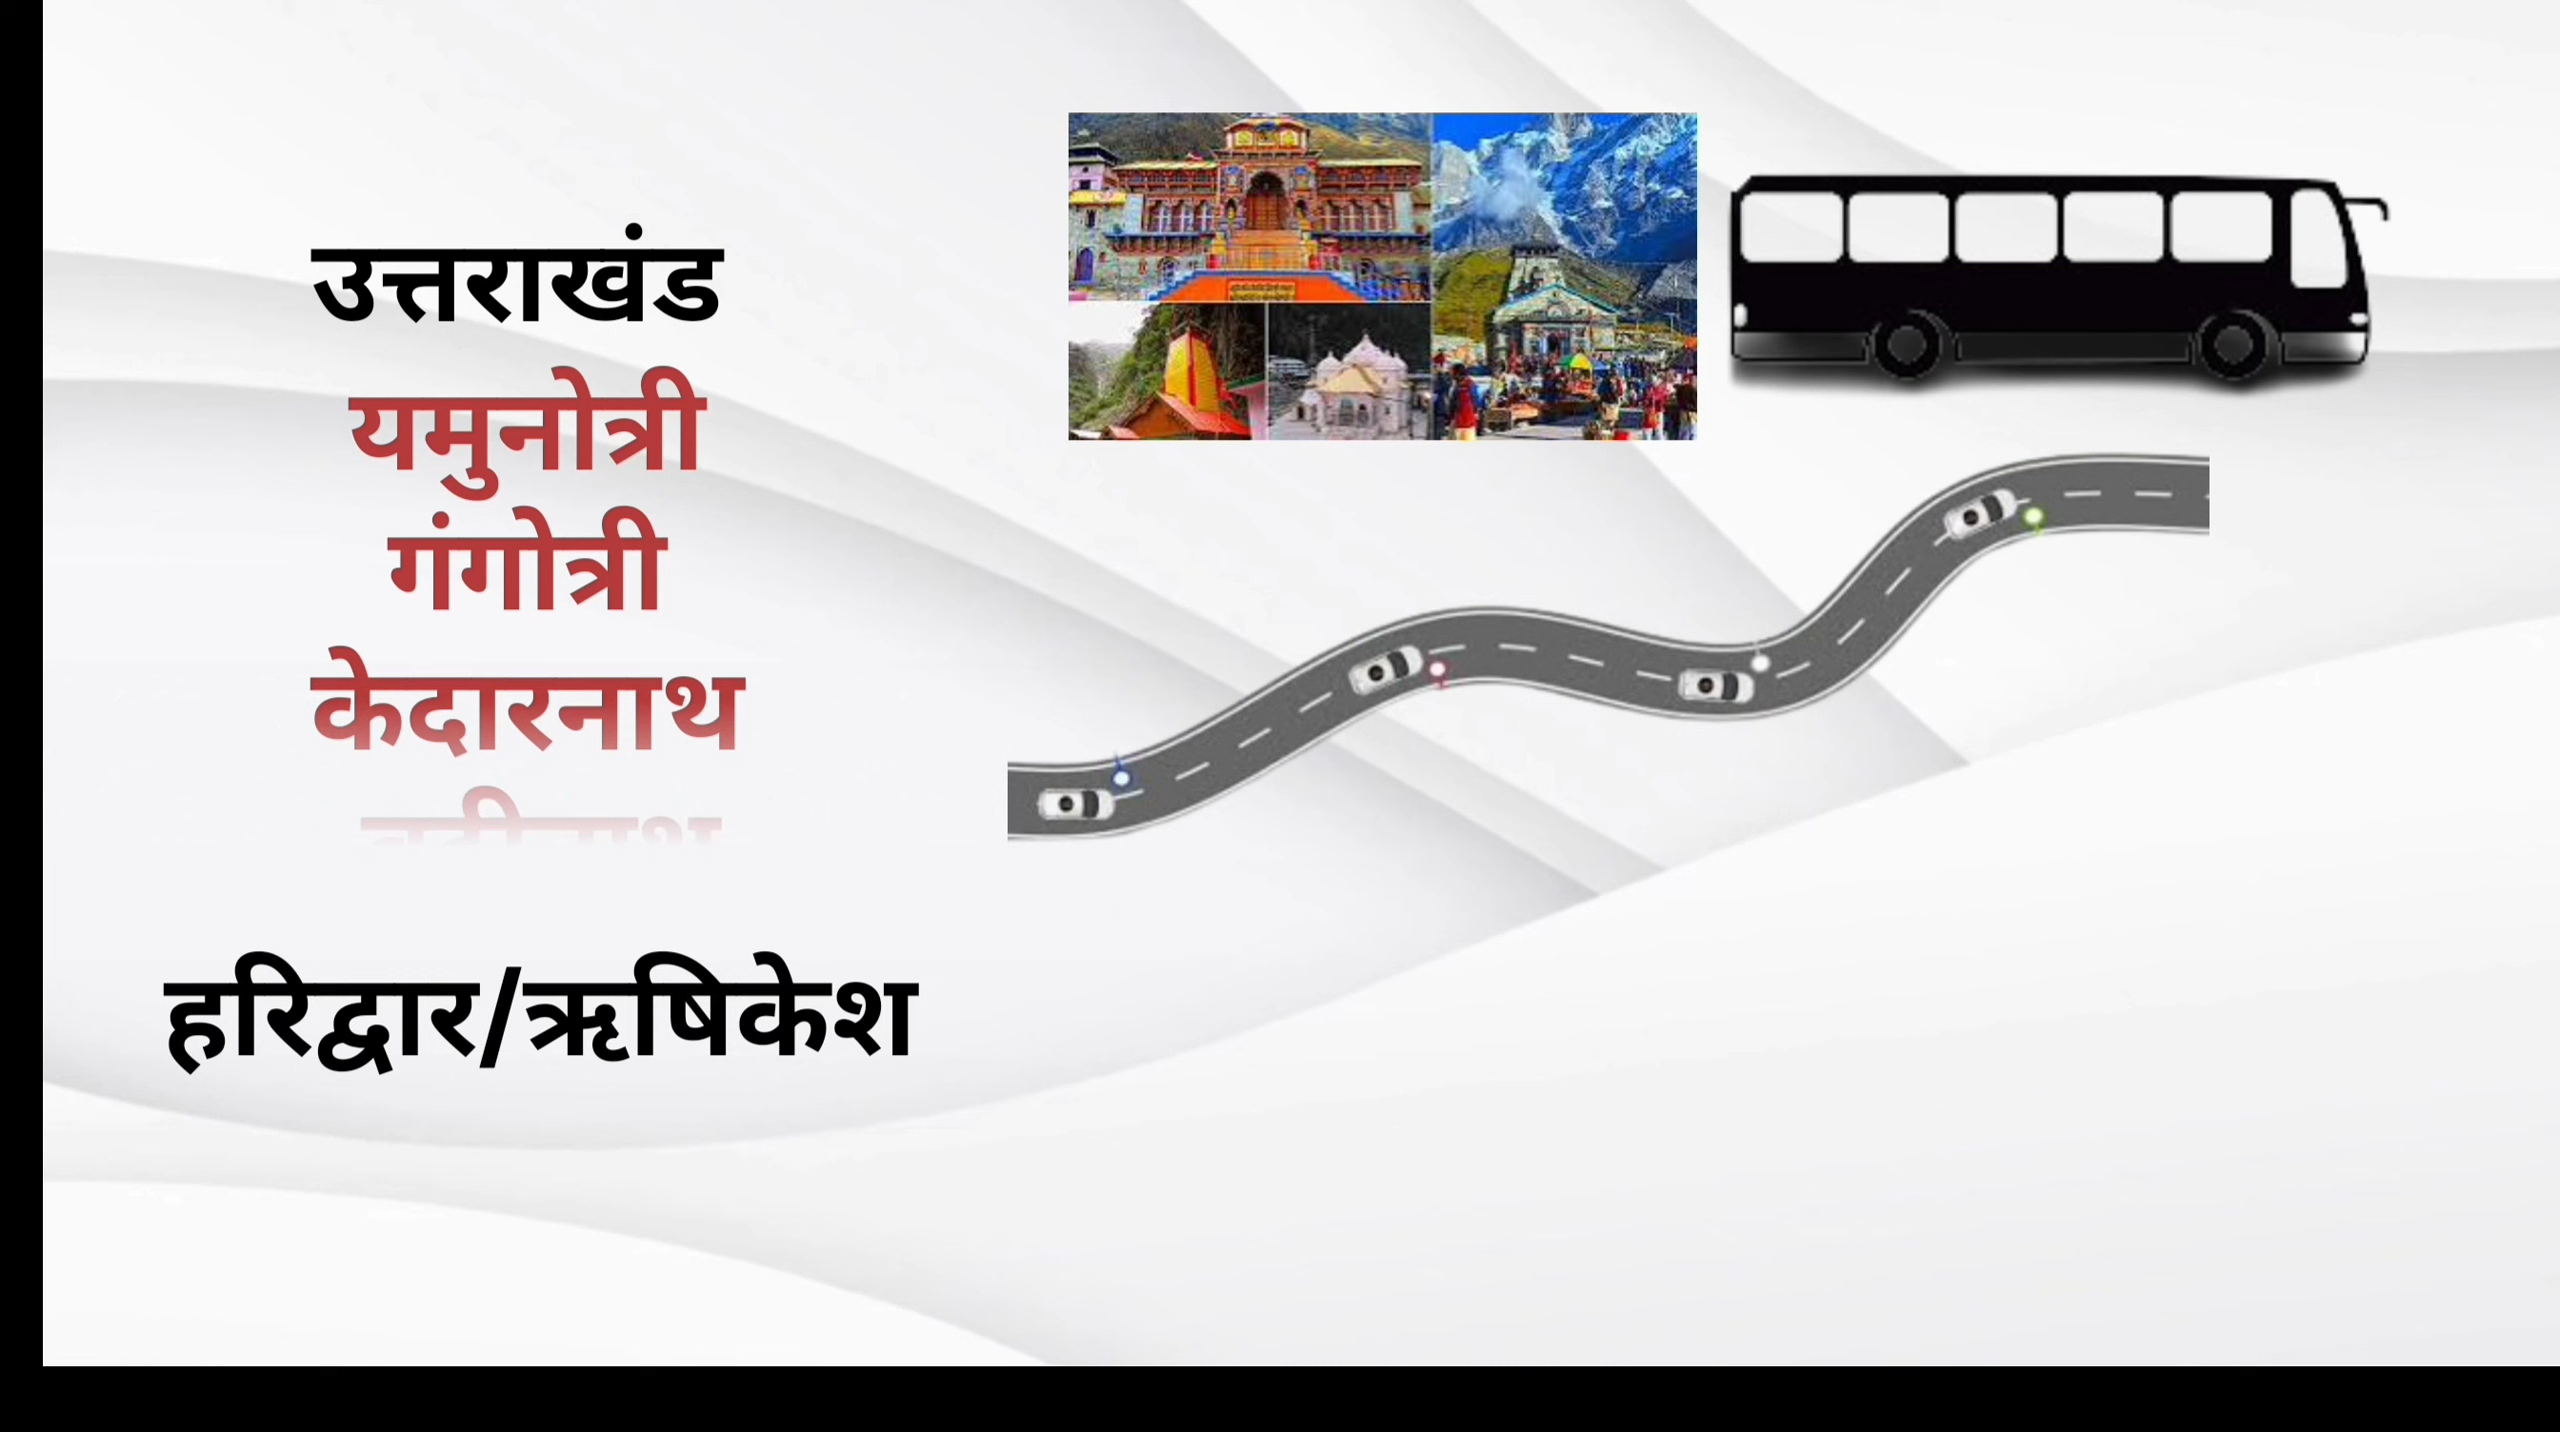 उत्तराखंड
यमुनोत्री
गंगोत्री
केदारनाथ
हरिद्वार/ऋषिकेश